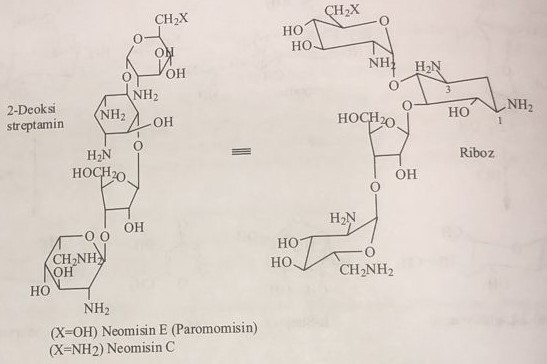 CH₂X
O
OH
OH
O
NH₂
2-Deoksi
streptamin
NH₂
OH
H₂N
O
HOCH₂
O
OH
O
O
CH₂NH₂
OH
HO
NH₂
≡
CH₂X
HO
O
HO
NH₂
H₂N
O
3
O
HO
NH₂
1
HOCH₂
O
Riboz
OH
O
H₂N
HO
O
HO
CH₂NH₂
(X=OH) Neomisin E (Paromomisin)
(X=NH2) Neomisin C